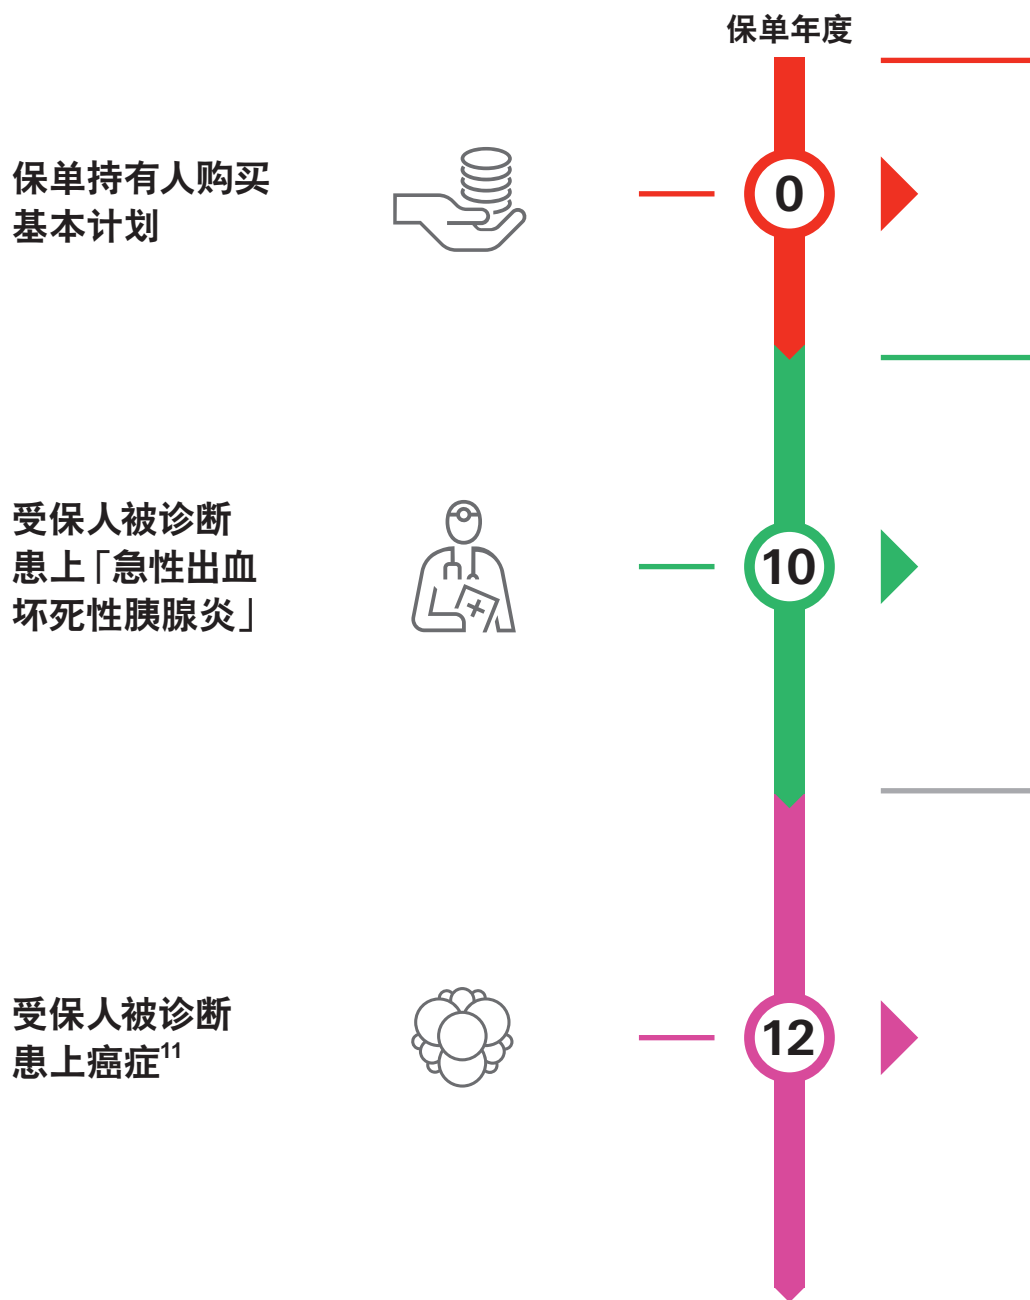 保单年度
保单持有人购买
基本计划
0
受保人被诊断
患上「急性出血
坏死性胰腺炎」
10
受保人被诊断
患上癌症11
12